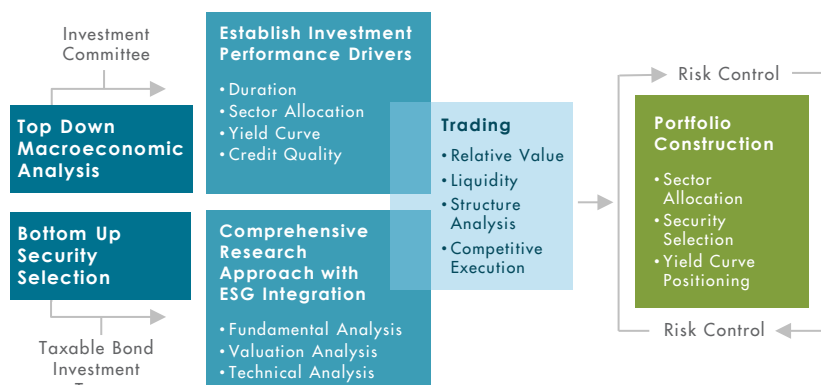 Investment
Committee
Top Down
Macroeconomic
Analysis
Establish Investment
Performance Drivers
• Duration
• Sector Allocation
• Yield Curve
• Credit Quality
Bottom Up
Security
Selection
Taxable Bond
Investment
Comprehensive
Research
Approach with
ESG Integration
• Fundamental Analysis
• Valuation Analysis
• Technical Analysis
Trading
• Relative Value
• Liquidity
• Structure
Analysis
• Competitive
Execution
Risk Control
Portfolio
Construction
• Sector
Allocation
• Security
Selection
• Yield Curve
Positioning
Risk Control